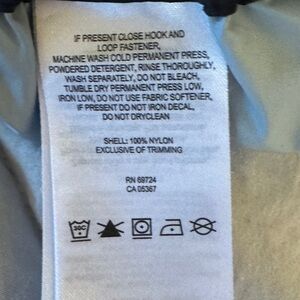 IF PRESENT CLOSE HOOK AND
LOOP FASTENER,
MACHINE WASH COLD PERMANENT PRESS,
POWDERED DETERGENT, RINSE THOROUGHLY,
WASH SEPARATELY, DO NOT BLEACH,
TUMBLE DRY PERMANENT PRESS LOW,
IRON LOW, DO NOT USE FABRIC SOFTENER,
IF PRESENT DO NOT IRON DECAL,
DO NOT DRYCLEAN
SHELL: 100% NYLON
EXCLUSIVE OF TRIMMING
RN 69724
CA 05367
30C